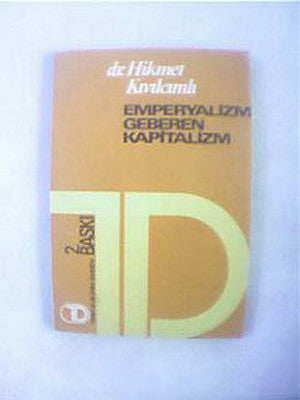 dr. Hikmet
Kıvılcımlı
EMPERYALİZM
GEBEREN
KAPİTALİZM
2.
BASKI